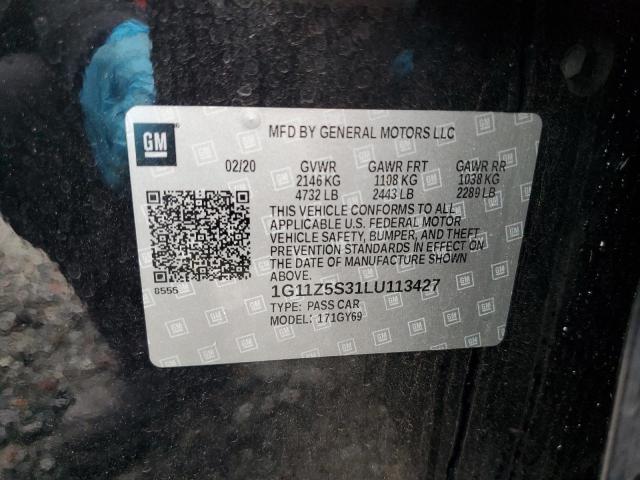 GM
MFD BY GENERAL MOTORS LLC
02/20 GVWR GAWR FRT GAWR RR
2146 KG 1108 KG 1038 KG
4732 LB 2443 LB 2289 LB
THIS VEHICLE CONFORMS TO ALL
APPLICABLE U.S. FEDERAL MOTOR
VEHICLE SAFETY, BUMPER, AND THEFT
PREVENTION STANDARDS IN EFFECT ON
THE DATE OF MANUFACTURE SHOWN
ABOVE.
8555
1G11Z5S31LU113427
TYPE: PASS CAR
MODEL: 171GY69